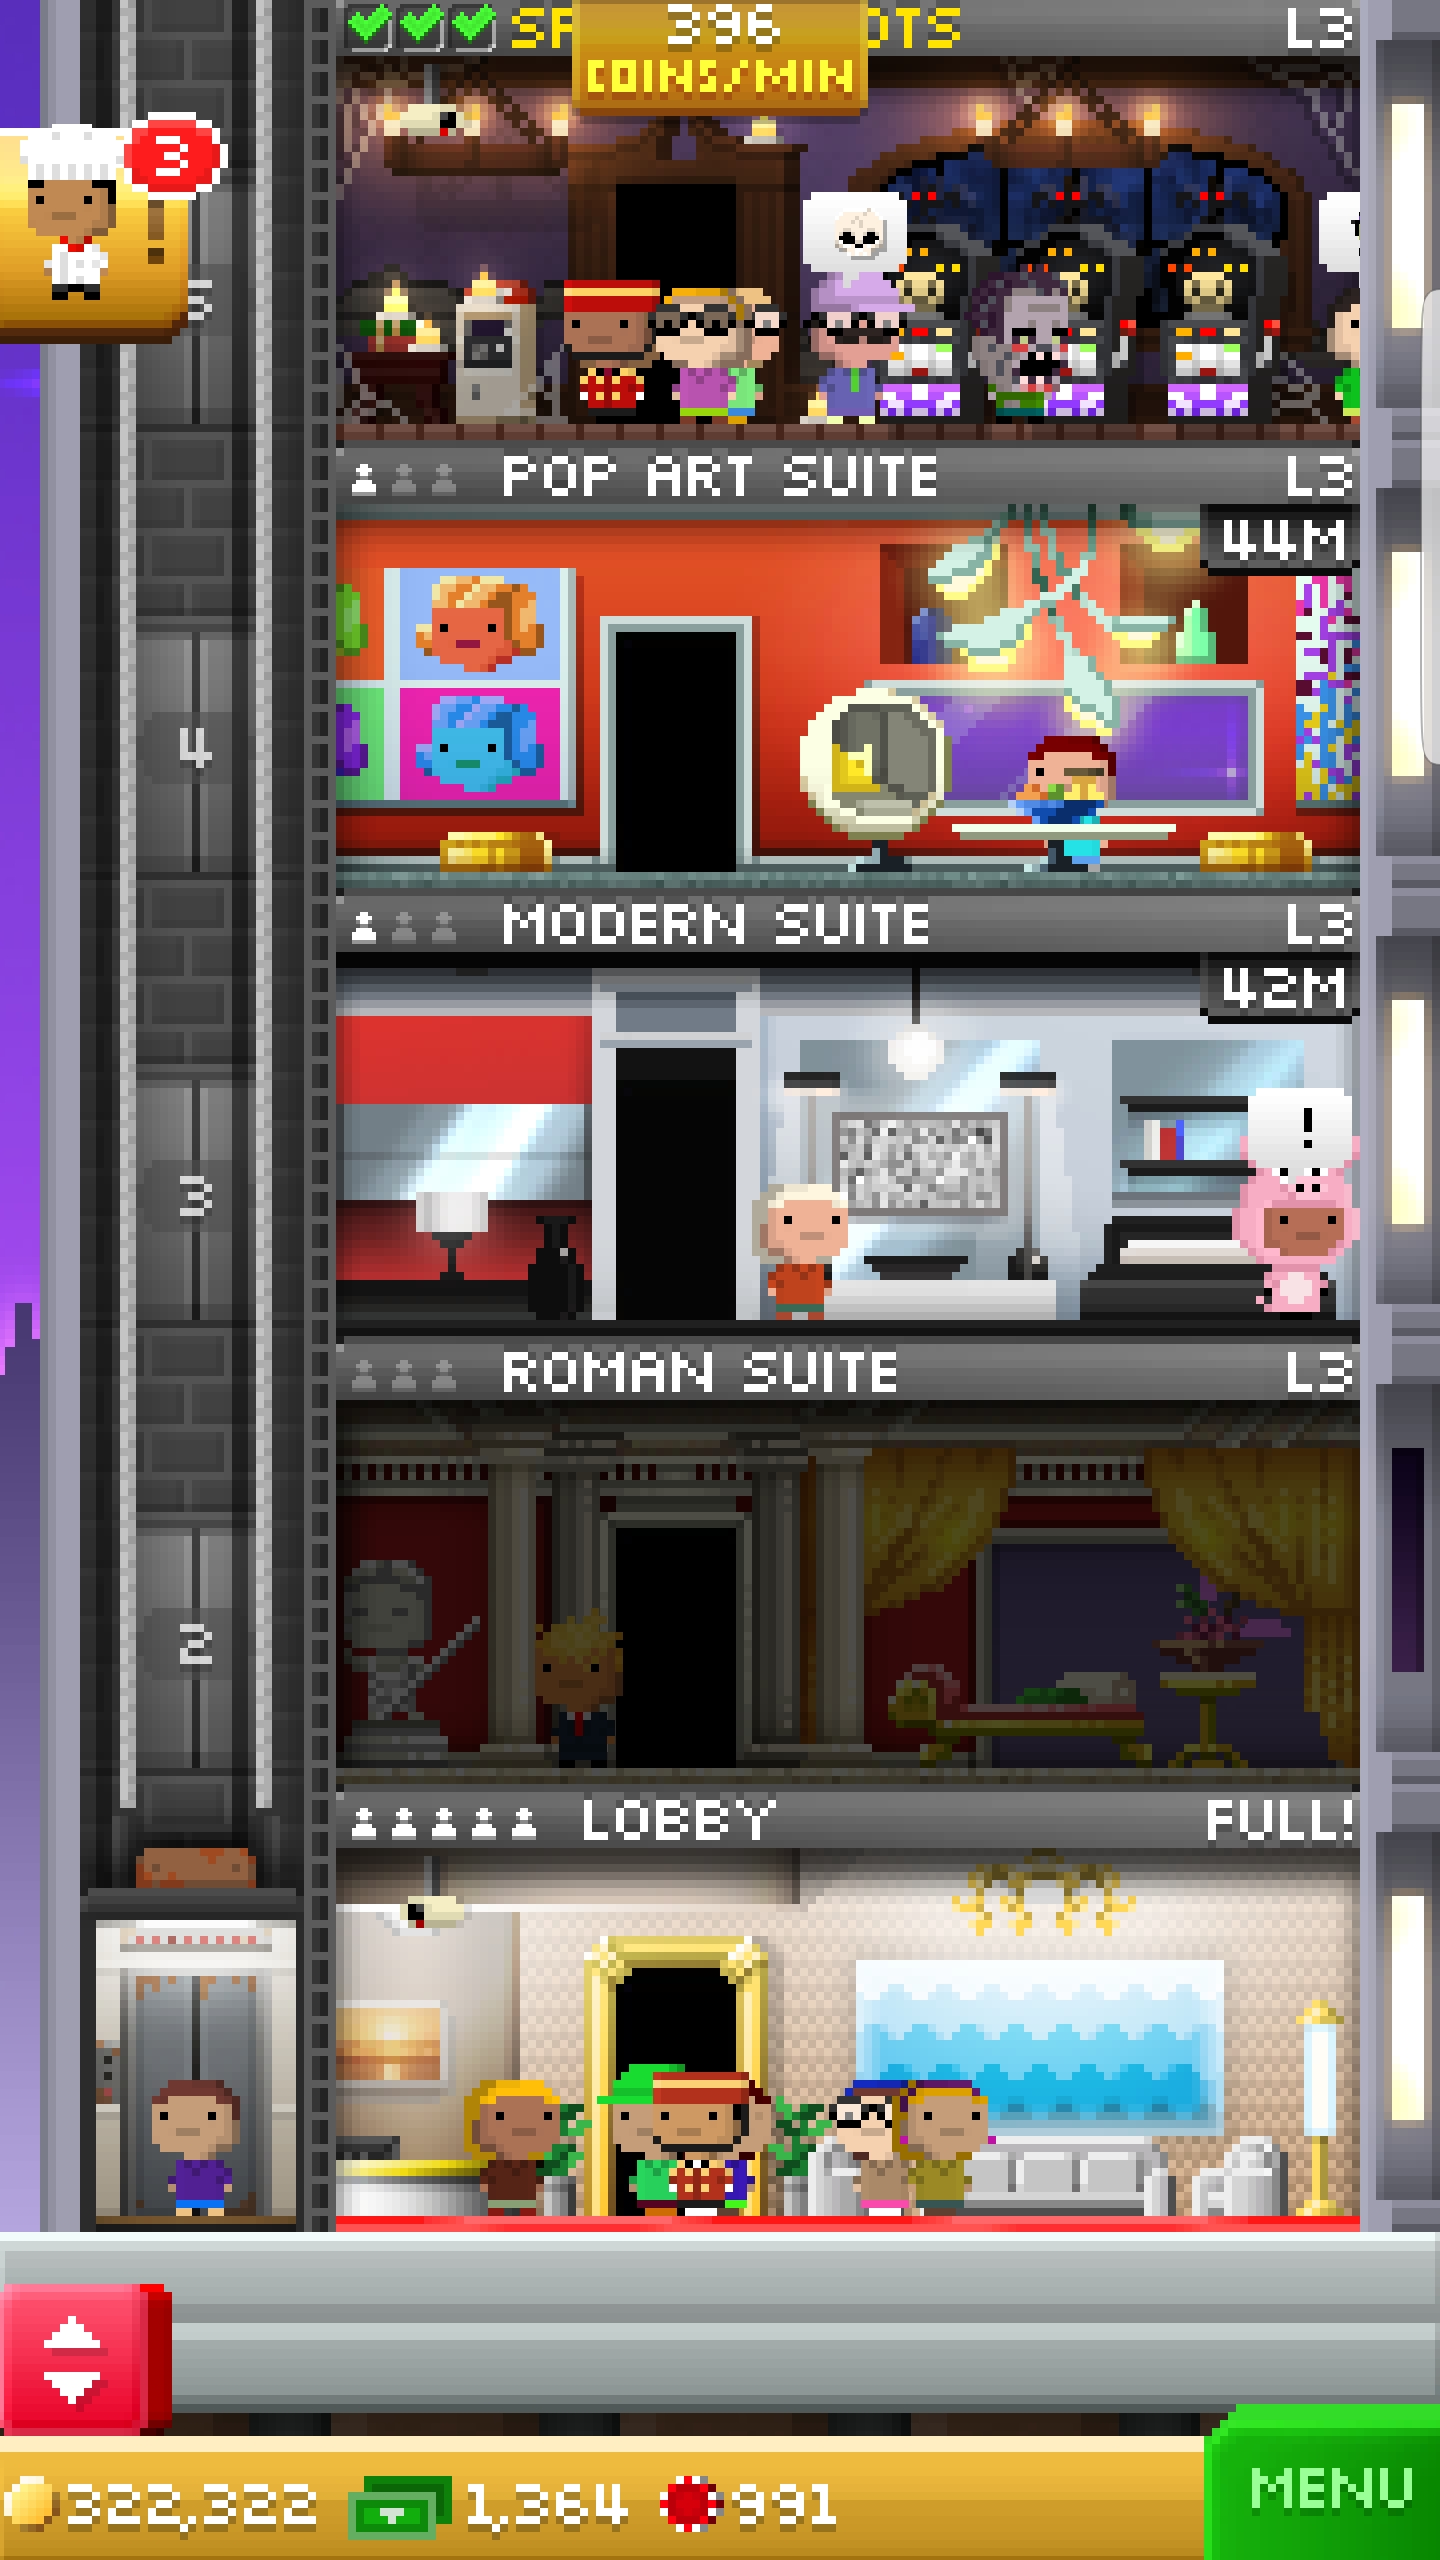 396
COINS/MIN
L3
3
5
POP ART SUITE L3
44M
4
MODERN SUITE L3
42M
!
3
ROMAN SUITE L3
2
LOBBY FULL!
322,322 1,364 991
MENU